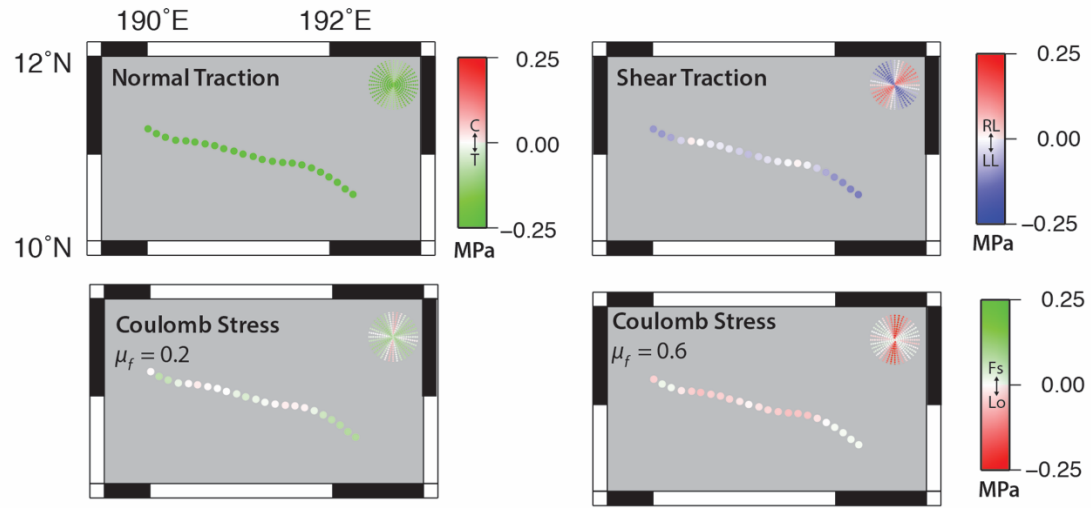 190°E
192°E
12°N
10°N
Normal Traction
0.25
C
0.00
T
−0.25
MPa
Shear Traction
0.25
RL
0.00
LL
−0.25
MPa
Coulomb Stress
μf = 0.2
Coulomb Stress
μf = 0.6
0.25
Fs
0.00
Lo
−0.25
MPa